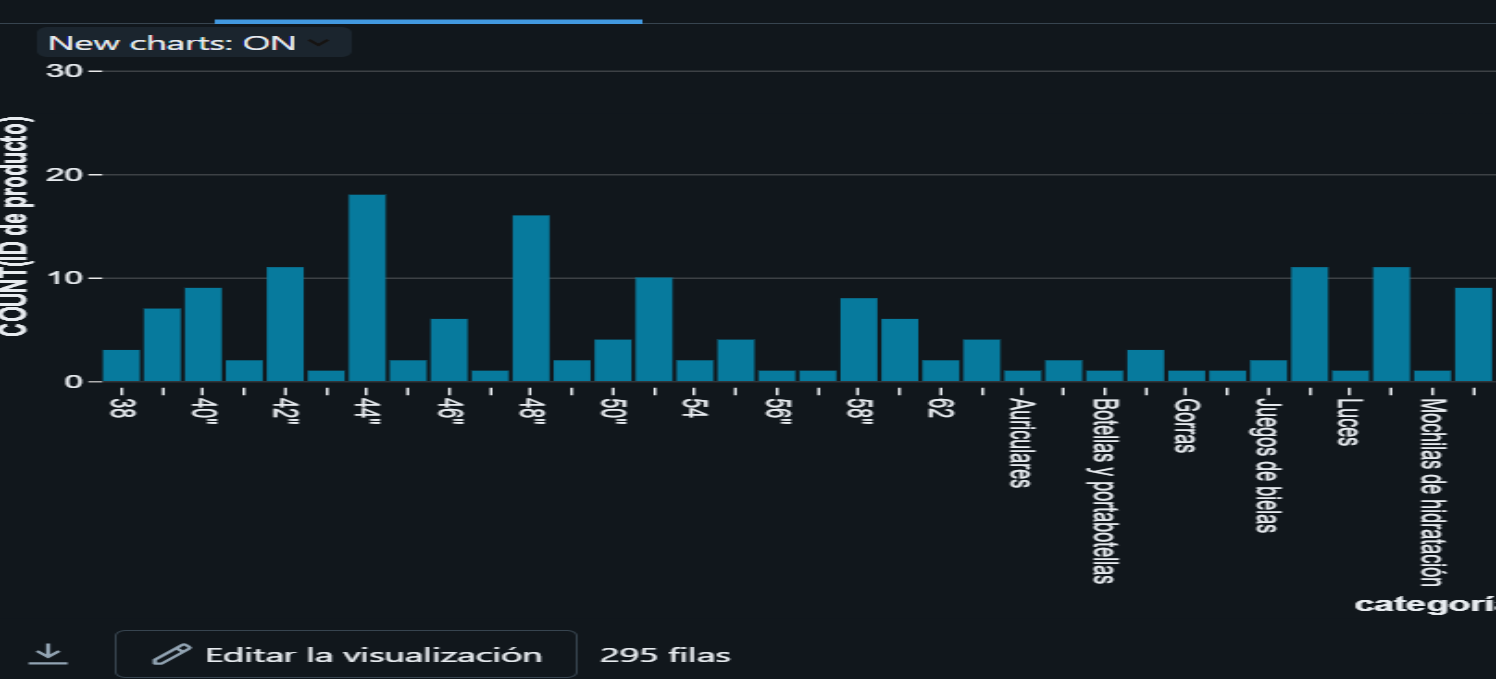 New charts: ON
30
20
10
0
COUNT(ID de producto)
38
40"
42"
44"
46"
48"
50"
54
56"
58"
62
Auriculares
Botellas y portabotellas
Gorras
Juegos de bielas
Luces
Mochilas de hidratación
categorí
Editar la visualización
295 filas